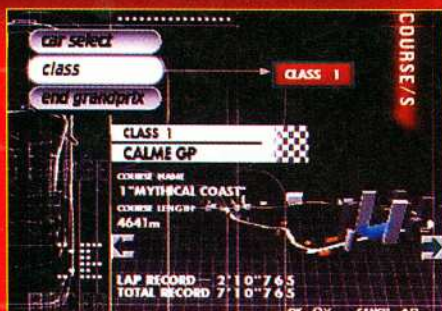 car select
class
end grandprix
CLASS 1
COURSE/S
CLASS 1
CALME GP
COURSE NAME
1 "MYTHICAL COAST"
COURSE LENGTH
4641m
LAP RECORD — 2'10"765
TOTAL RECORD 7'10"765